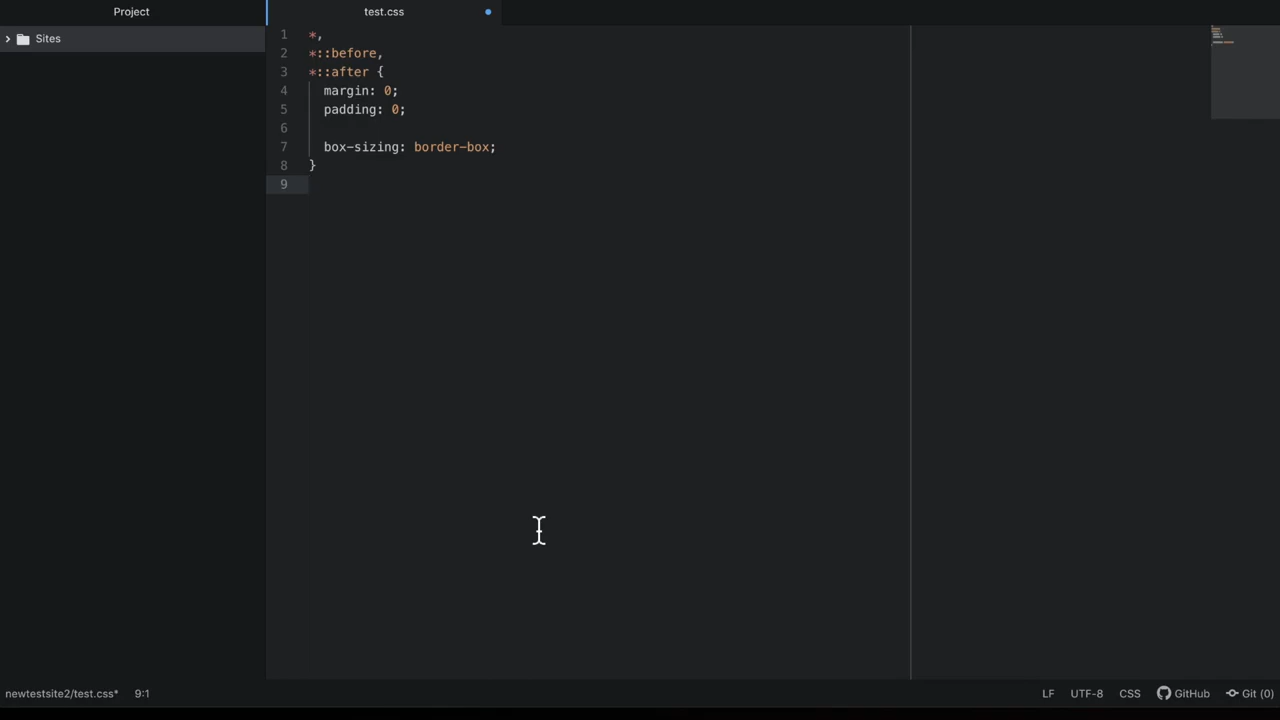 Project
test.css
Sites
1 *,
2 *::before,
3 *::after {
4 margin: 0;
5 padding: 0;
6
7 box-sizing: border-box;
8 }
9
newtestsite2/test.css* 9:1
LF UTF-8 CSS GitHub Git (0)